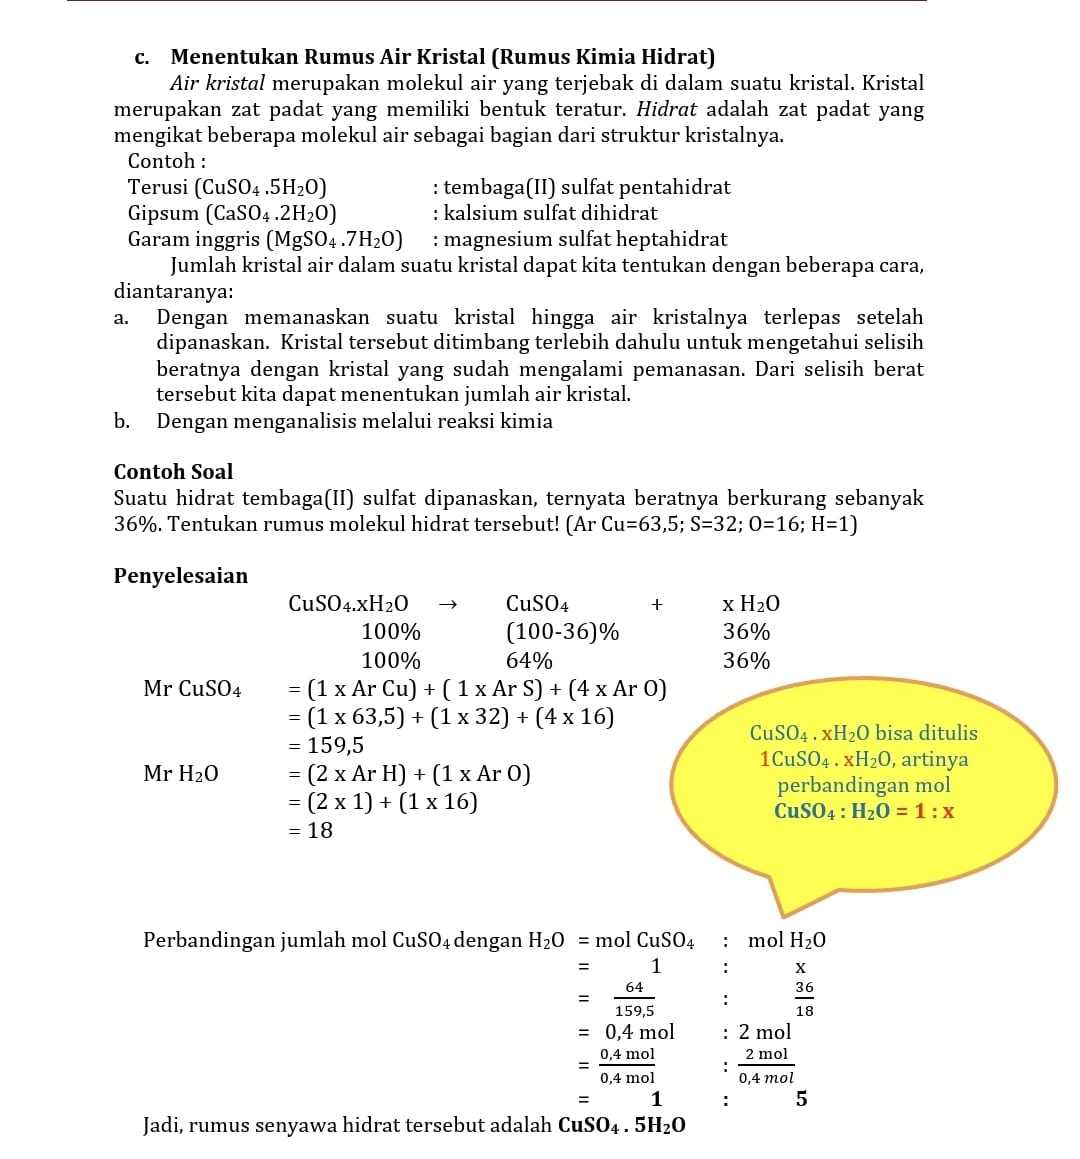 c. Menentukan Rumus Air Kristal (Rumus Kimia Hidrat)
Air kristal merupakan molekul air yang terjebak di dalam suatu kristal. Kristal
merupakan zat padat yang memiliki bentuk teratur. Hidrat adalah zat padat yang
mengikat beberapa molekul air sebagai bagian dari struktur kristalnya.
Contoh :
Terusi (CuSO₄ .5H₂O) : tembaga(II) sulfat pentahidrat
Gipsum (CaSO₄ .2H₂O) : kalsium sulfat dihidrat
Garam inggris (MgSO₄ .7H₂O) : magnesium sulfat heptahidrat
Jumlah kristal air dalam suatu kristal dapat kita tentukan dengan beberapa cara,
diantaranya:
a. Dengan memanaskan suatu kristal hingga air kristalnya terlepas setelah
dipanaskan. Kristal tersebut ditimbang terlebih dahulu untuk mengetahui selisih
beratnya dengan kristal yang sudah mengalami pemanasan. Dari selisih berat
tersebut kita dapat menentukan jumlah air kristal.
b. Dengan menganalisis melalui reaksi kimia
Contoh Soal
Suatu hidrat tembaga(II) sulfat dipanaskan, ternyata beratnya berkurang sebanyak
36%. Tentukan rumus molekul hidrat tersebut! (Ar Cu=63,5; S=32; O=16; H=1)
Penyelesaian
CuSO₄.xH₂O → CuSO₄ + x H₂O
100% (100-36)% 36%
100% 64% 36%
Mr CuSO₄ = (1 x Ar Cu) + ( 1 x Ar S) + (4 x Ar O)
= (1 x 63,5) + (1 x 32) + (4 x 16)
= 159,5
Mr H₂O = (2 x Ar H) + (1 x Ar O)
= (2 x 1) + (1 x 16)
= 18
CuSO₄ . xH₂O bisa ditulis
1CuSO₄ . xH₂O, artinya
perbandingan mol
CuSO₄ : H₂O = 1 : x
Perbandingan jumlah mol CuSO₄ dengan H₂O = mol CuSO₄ : mol H₂O
= 1 : x
= 64/159,5 : 36/18
= 0,4 mol : 2 mol
= 0,4 mol/0,4 mol : 2 mol/0,4 mol
= 1 : 5
Jadi, rumus senyawa hidrat tersebut adalah CuSO₄ . 5H₂O